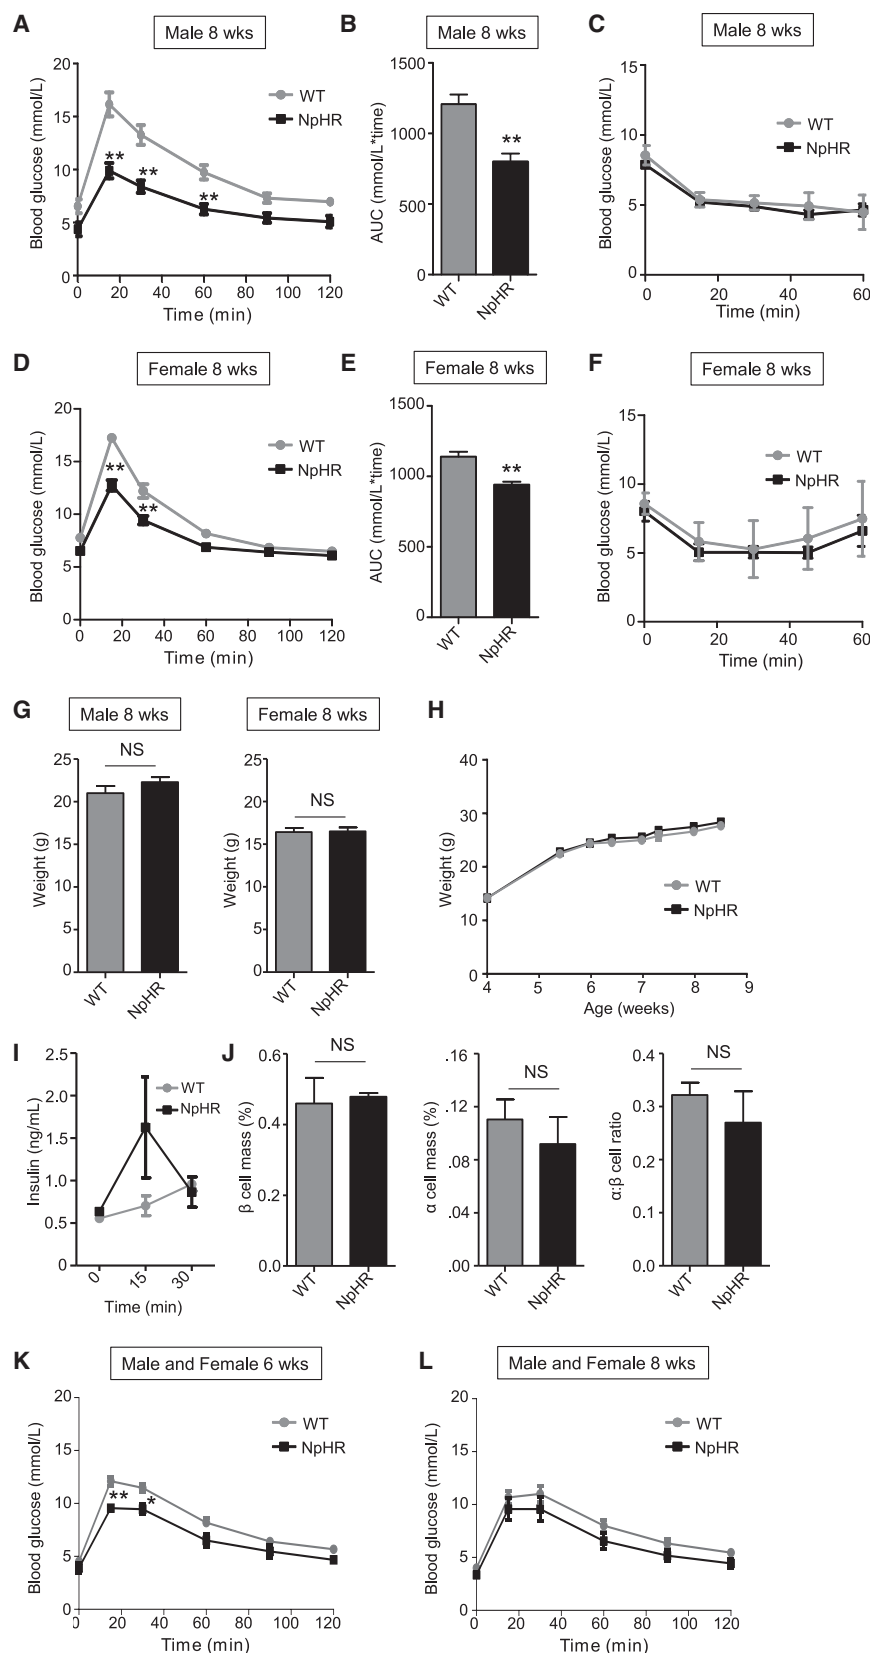 A
Male 8 wks
Blood glucose (mmol/L)
20
15
10
5
0
WT
NpHR
**
**
**
0 20 40 60 80 100 120
Time (min)
B
Male 8 wks
AUC (mmol/L*time)
1500
1000
500
0
**
WT
NpHR
C
Male 8 wks
Blood glucose (mmol/L)
15
10
5
0
WT
NpHR
0 20 40 60
Time (min)
D
Female 8 wks
Blood glucose (mmol/L)
20
15
10
5
0
WT
NpHR
**
**
0 20 40 60 80 100 120
Time (min)
E
Female 8 wks
AUC (mmol/L*time)
1500
1000
500
0
**
WT
NpHR
F
Female 8 wks
Blood glucose (mmol/L)
15
10
5
0
WT
NpHR
0 20 40 60
Time (min)
G
Male 8 wks
Weight (g)
25
20
15
10
5
0
NS
WT
NpHR
Female 8 wks
Weight (g)
25
20
15
10
5
0
NS
WT
NpHR
H
Weight (g)
40
30
20
10
0
WT
NpHR
4 5 6 7 8 9
Age (weeks)
I
Insulin (ng/mL)
2.5
2.0
1.5
1.0
0.5
0
WT
NpHR
0 15 30
Time (min)
J
β cell mass (%)
0.6
0.4
0.2
0.0
NS
WT
NpHR
α cell mass (%)
.16
.12
.08
.04
.00
NS
WT
NpHR
α:β cell ratio
0.4
0.3
0.2
0.1
0.0
NS
WT
NpHR
K
Male and Female 6 wks
Blood glucose (mmol/L)
20
15
10
5
0
WT
NpHR
**
*
0 20 40 60 80 100 120
Time (min)
L
Male and Female 8 wks
Blood glucose (mmol/L)
20
15
10
5
0
WT
NpHR
0 20 40 60 80 100 120
Time (min)